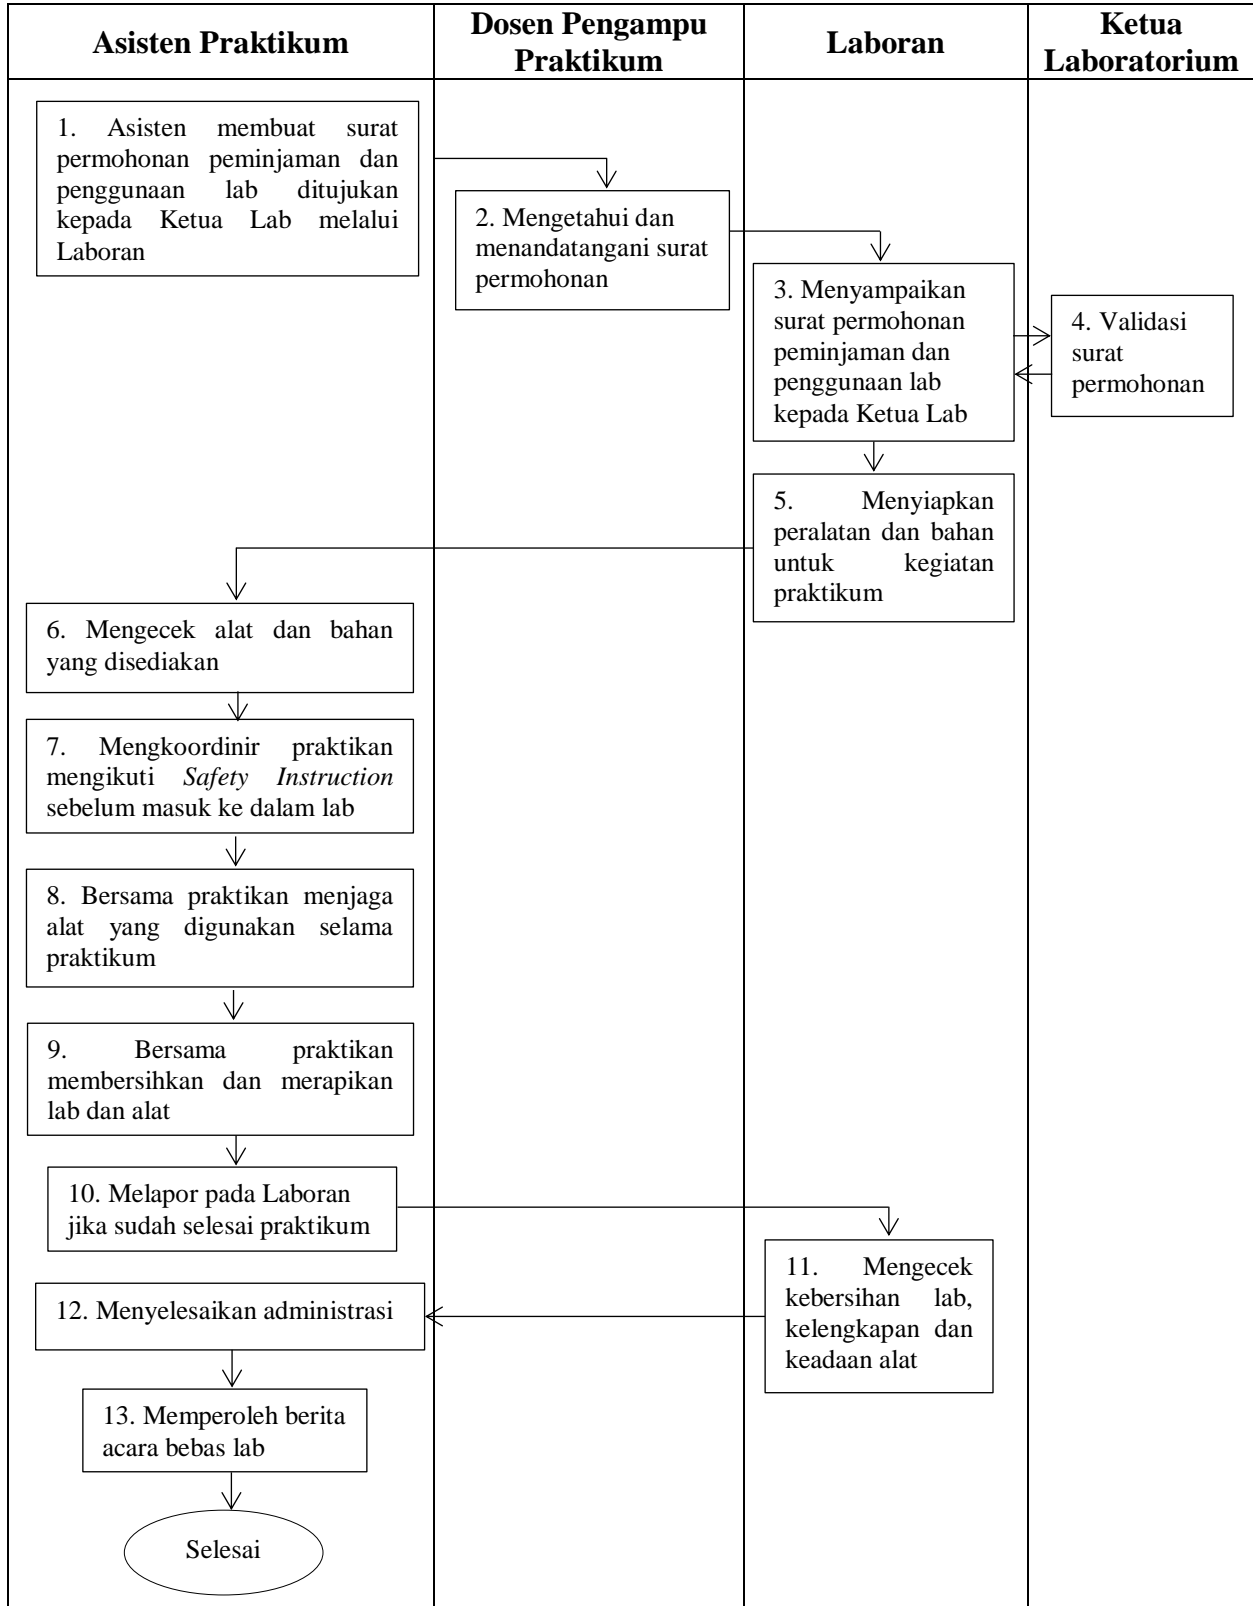 Asisten Praktikum
Dosen Pengampu
Praktikum
Laboran
Ketua
Laboratorium
1. Asisten membuat surat
permohonan peminjaman dan
penggunaan lab ditujukan
kepada Ketua Lab melalui
Laboran
2. Mengetahui dan
menandatangani surat
permohonan
3. Menyampaikan
surat permohonan
peminjaman dan
penggunaan lab
kepada Ketua Lab
4. Validasi
surat
permohonan
5. Menyiapkan
peralatan dan bahan
untuk kegiatan
praktikum
6. Mengecek alat dan bahan
yang disediakan
7. Mengkoordinir praktikan
mengikuti Safety Instruction
sebelum masuk ke dalam lab
8. Bersama praktikan menjaga
alat yang digunakan selama
praktikum
9. Bersama praktikan
membersihkan dan merapikan
lab dan alat
10. Melapor pada Laboran
jika sudah selesai praktikum
11. Mengecek
kebersihan lab,
kelengkapan dan
keadaan alat
12. Menyelesaikan administrasi
13. Memperoleh berita
acara bebas lab
Selesai